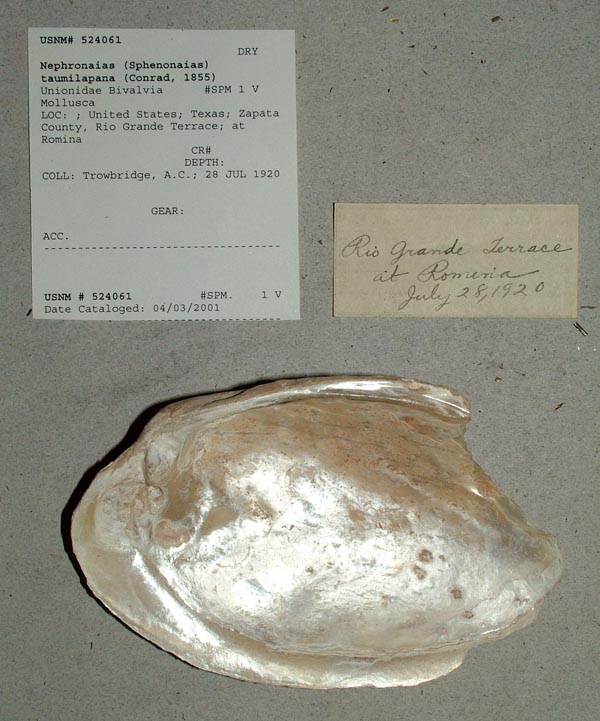 USNM# 524061
DRY
Nephronaias (Sphenonaias)
taumilapana (Conrad, 1855)
Unionidae Bivalvia #SPM 1 V
Mollusca
LOC: ; United States; Texas; Zapata
County, Rio Grande Terrace; at
Romina
CR#
DEPTH:
COLL: Trowbridge, A.C.; 28 JUL 1920
GEAR:
ACC.
USNM # 524061 #SPM. 1 V
Date Cataloged: 04/03/2001
Rio Grande Terrace
at Romina
July 28, 1920